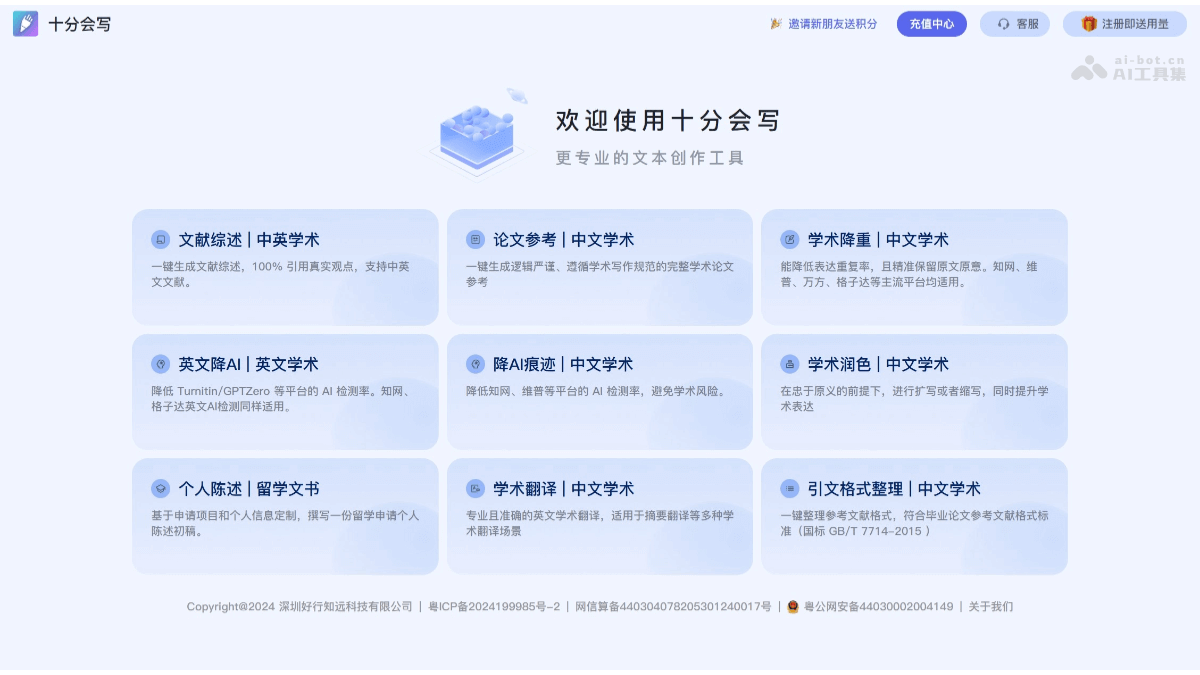 十分会写
邀请新朋友送积分
充值中心
客服
注册即送用量
ai-bot.cn
AI工具集
欢迎使用十分会写
更专业的文本创作工具
文献综述 | 中英学术
一键生成文献综述，100% 引用真实观点，支持中英
文文献。
论文参考 | 中文学术
一键生成逻辑严谨、遵循学术写作规范的完整学术论文
参考
学术降重 | 中文学术
能降低表达重复率，且精准保留原文原意。知网、维
普、万方、格子达等主流平台均适用。
英文降AI | 英文学术
降低 Turnitin/GPTZero 等平台的 AI 检测率。知网、
格子达英文AI检测同样适用。
降AI痕迹 | 中文学术
降低知网、维普等平台的 AI 检测率，避免学术风险。
学术润色 | 中文学术
在忠于原义的前提下，进行扩写或者缩写，同时提升学
术表达
个人陈述 | 留学文书
基于申请项目和个人信息定制，撰写一份留学申请个人
陈述初稿。
学术翻译 | 中文学术
专业且准确的英文学术翻译，适用于摘要翻译等多种学
术翻译场景
引文格式整理 | 中文学术
一键整理参考文献格式，符合毕业论文参考文献格式标
准（国标 GB/T 7714-2015 ）
Copyright@2024 深圳好行知远科技有限公司 | 粤ICP备2024199985号-2 | 网信算备440304078205301240017号 | 粤公网安备44030002004149 | 关于我们